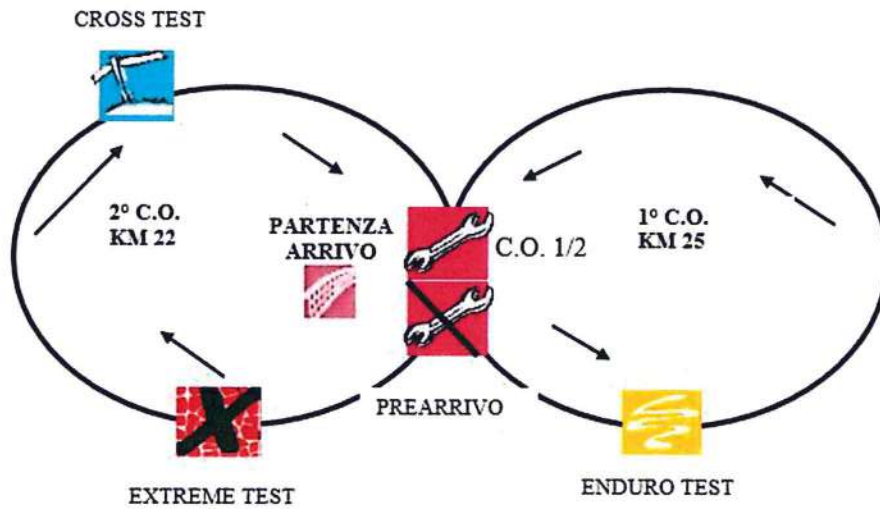 CROSS TEST
2° C.O.
KM 22
PARTENZA
ARRIVO
C.O. 1/2
1° C.O.
KM 25
PREARRIVO
EXTREME TEST
ENDURO TEST